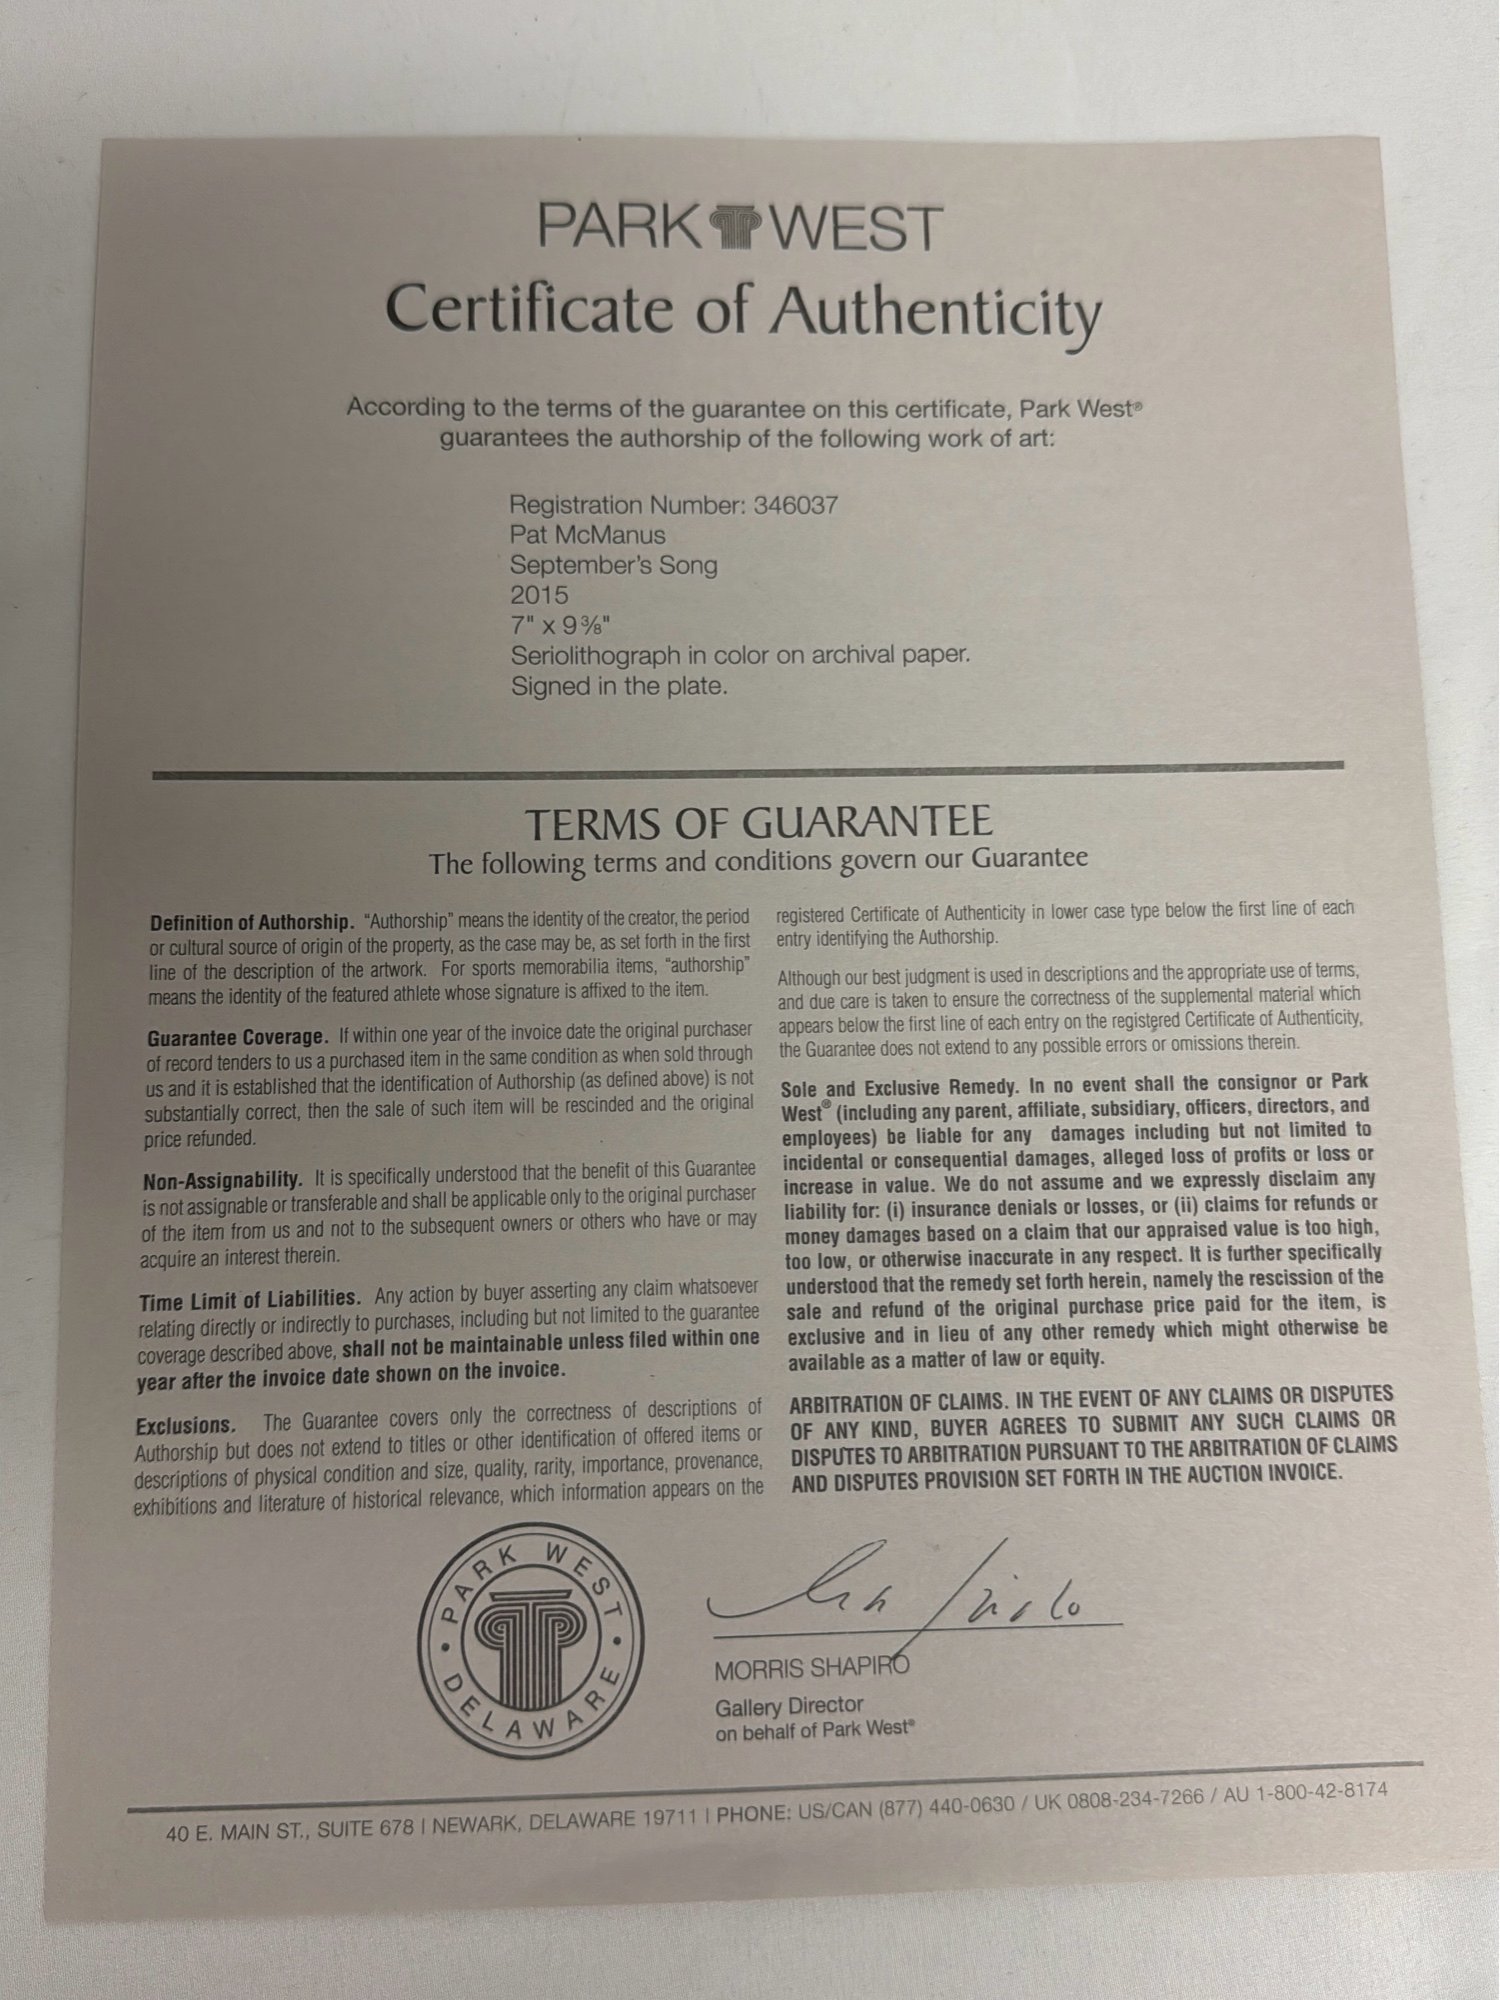 PARK WEST
Certificate of Authenticity
According to the terms of the guarantee on this certificate, Park West®
guarantees the authorship of the following work of art:
Registration Number: 346037
Pat McManus
September's Song
2015
7" x 9⅜"
Seriolithograph in color on archival paper.
Signed in the plate.
TERMS OF GUARANTEE
The following terms and conditions govern our Guarantee
Definition of Authorship. “Authorship” means the identity of the creator, the period
or cultural source of origin of the property, as the case may be, as set forth in the first
line of the description of the artwork. For sports memorabilia items, “authorship”
means the identity of the featured athlete whose signature is affixed to the item.
Guarantee Coverage. If within one year of the invoice date the original purchaser
of record tenders to us a purchased item in the same condition as when sold through
us and it is established that the identification of Authorship (as defined above) is not
substantially correct, then the sale of such item will be rescinded and the original
price refunded.
Non-Assignability. It is specifically understood that the benefit of this Guarantee
is not assignable or transferable and shall be applicable only to the original purchaser
of the item from us and not to the subsequent owners or others who have or may
acquire an interest therein.
Time Limit of Liabilities. Any action by buyer asserting any claim whatsoever
relating directly or indirectly to purchases, including but not limited to the guarantee
coverage described above, shall not be maintainable unless filed within one
year after the invoice date shown on the invoice.
Exclusions. The Guarantee covers only the correctness of descriptions of
Authorship but does not extend to titles or other identification of offered items or
descriptions of physical condition and size, quality, rarity, importance, provenance,
exhibitions and literature of historical relevance, which information appears on the
registered Certificate of Authenticity in lower case type below the first line of each
entry identifying the Authorship.
Although our best judgment is used in descriptions and the appropriate use of terms,
and due care is taken to ensure the correctness of the supplemental material which
appears below the first line of each entry on the registered Certificate of Authenticity,
the Guarantee does not extend to any possible errors or omissions therein.
Sole and Exclusive Remedy. In no event shall the consignor or Park
West® (including any parent, affiliate, subsidiary, officers, directors, and
employees) be liable for any damages including but not limited to
incidental or consequential damages, alleged loss of profits or loss or
increase in value. We do not assume and we expressly disclaim any
liability for: (i) insurance denials or losses, or (ii) claims for refunds or
money damages based on a claim that our appraised value is too high,
too low, or otherwise inaccurate in any respect. It is further specifically
understood that the remedy set forth herein, namely the rescission of the
sale and refund of the original purchase price paid for the item, is
exclusive and in lieu of any other remedy which might otherwise be
available as a matter of law or equity.
ARBITRATION OF CLAIMS. IN THE EVENT OF ANY CLAIMS OR DISPUTES
OF ANY KIND, BUYER AGREES TO SUBMIT ANY SUCH CLAIMS OR
DISPUTES TO ARBITRATION PURSUANT TO THE ARBITRATION OF CLAIMS
AND DISPUTES PROVISION SET FORTH IN THE AUCTION INVOICE.
PARK WEST
DELAWARE
MORRIS SHAPIRO
Gallery Director
on behalf of Park West®
40 E. MAIN ST., SUITE 678 | NEWARK, DELAWARE 19711 | PHONE: US/CAN (877) 440-0630 / UK 0808-234-7266 / AU 1-800-42-8174